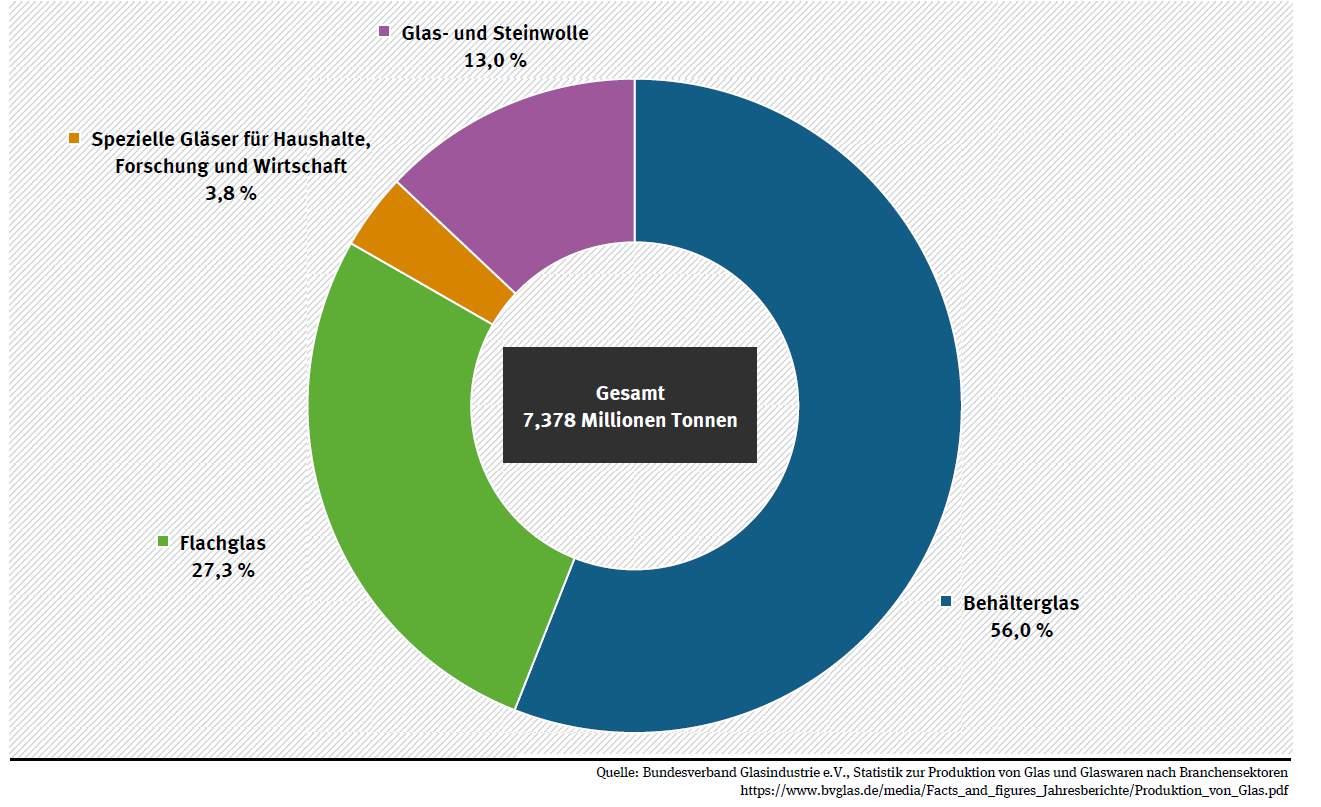 Glas- und Steinwolle
13,0 %
Spezielle Gläser für Haushalte,
Forschung und Wirtschaft
3,8 %
Gesamt
7,378 Millionen Tonnen
Flachglas
27,3 %
Behälterglas
56,0 %
Quelle: Bundesverband Glasindustrie e.V., Statistik zur Produktion von Glas und Glaswaren nach Branchensektoren
https://www.bvglas.de/media/Facts_and_figures_Jahresberichte/Produktion_von_Glas.pdf